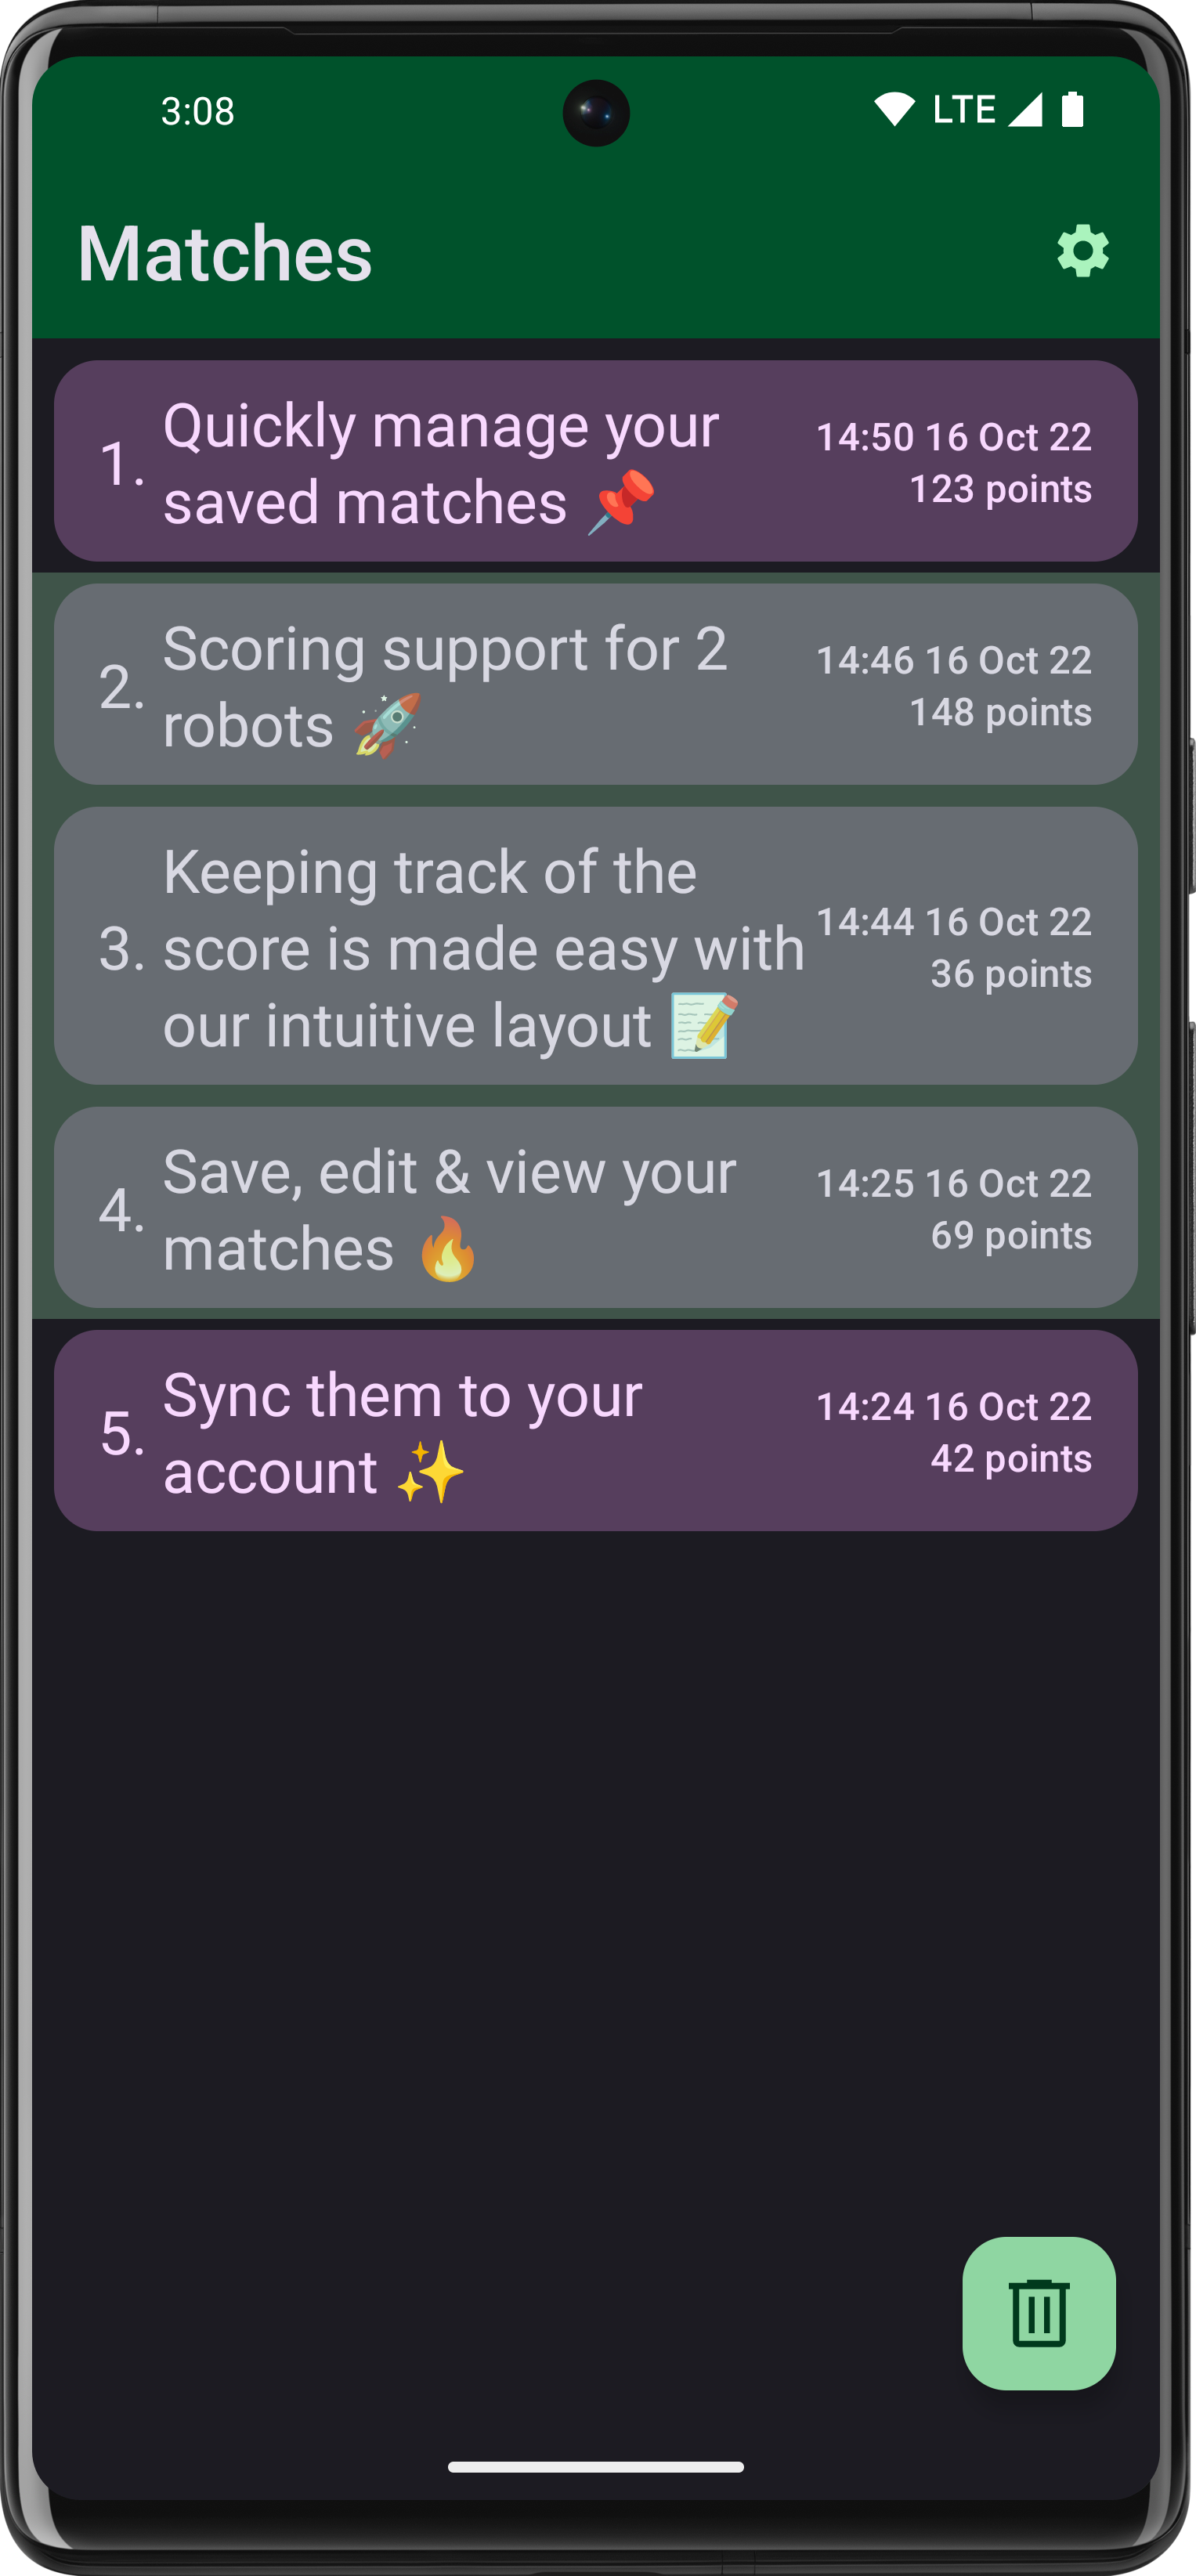 3:08
LTE
Matches
1.
Quickly manage your
saved matches 📌
14:50 16 Oct 22
123 points
2.
Scoring support for 2
robots 🚀
14:46 16 Oct 22
148 points
3.
Keeping track of the
score is made easy with
our intuitive layout 📝
14:44 16 Oct 22
36 points
4.
Save, edit & view your
matches 🔥
14:25 16 Oct 22
69 points
5.
Sync them to your
account ✨
14:24 16 Oct 22
42 points